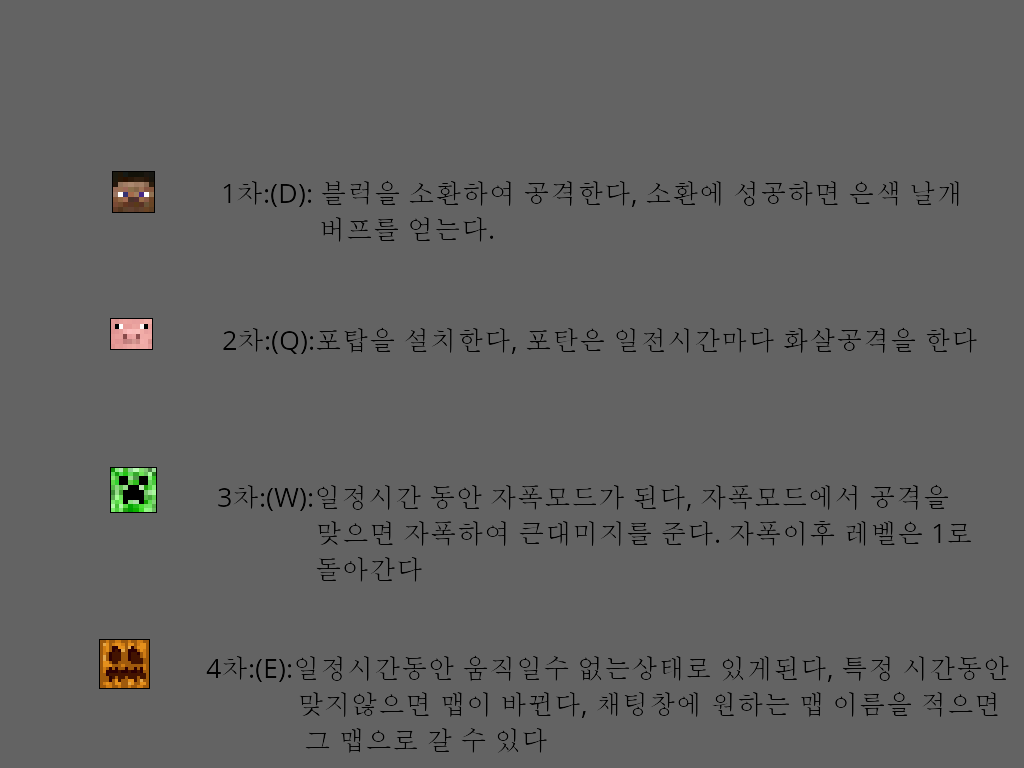 1차:(D): 블럭을 소환하여 공격한다, 소환에 성공하면 은색 날개
버프를 얻는다.
2차:(Q):포탑을 설치한다, 포탄은 일전시간마다 화살공격을 한다
3차:(W):일정시간 동안 자폭모드가 된다, 자폭모드에서 공격을
맞으면 자폭하여 큰대미지를 준다. 자폭이후 레벨은 1로
돌아간다
4차:(E):일정시간동안 움직일수 없는상태로 있게된다, 특정 시간동안
맞지않으면 맵이 바뀐다, 채팅창에 원하는 맵 이름을 적으면
그 맵으로 갈 수 있다